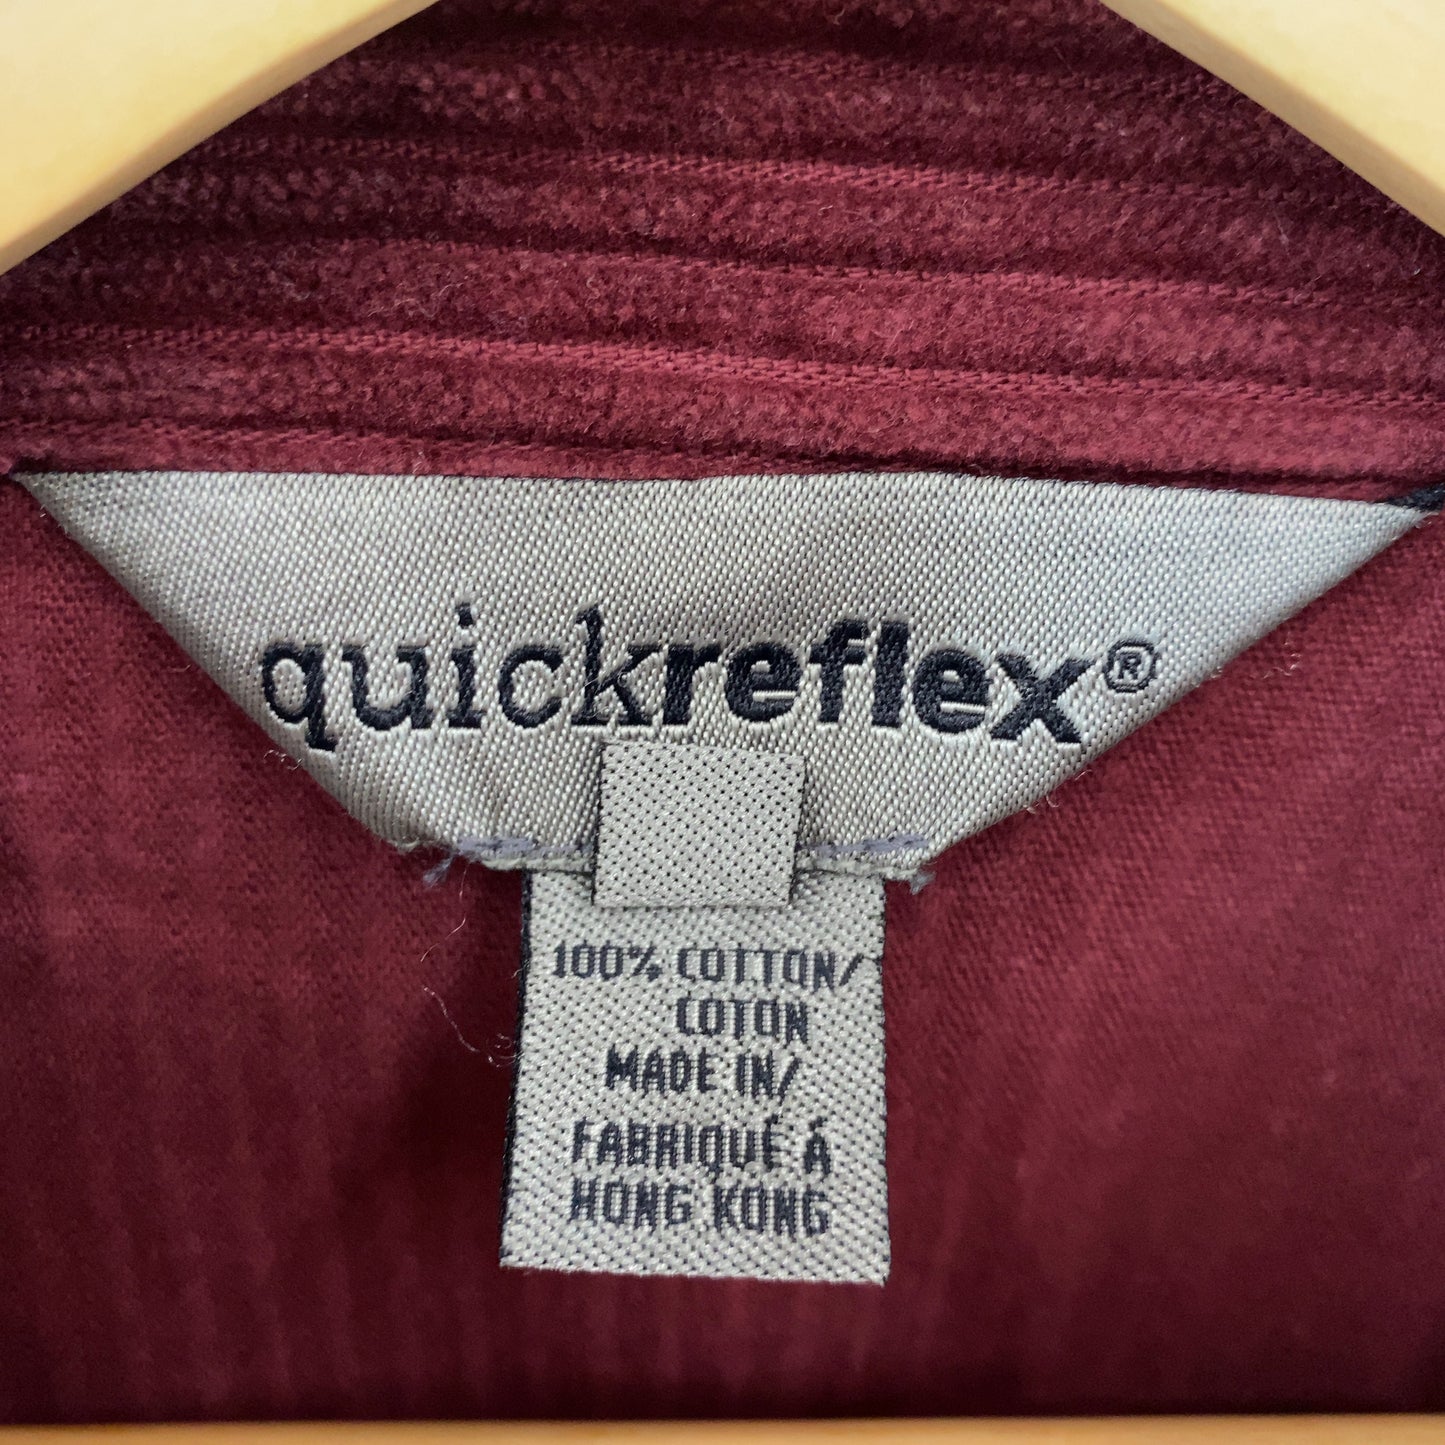 quickreflex®
100% COTTON/
COTON
MADE IN/
FABRIQUÉ Á
HONG KONG